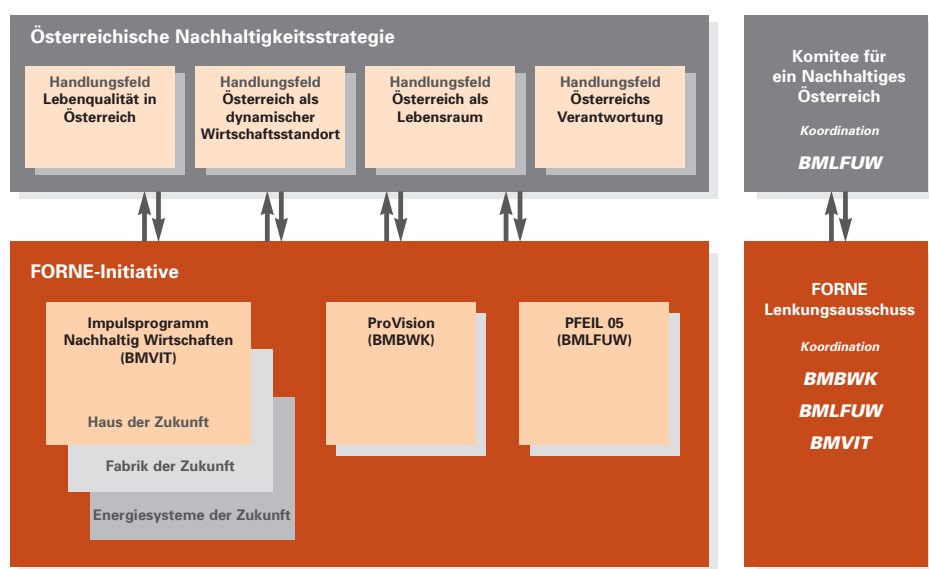 Österreichische Nachhaltigkeitsstrategie
Handlungsfeld
Lebenqualität in
Österreich
Handlungsfeld
Österreich als
dynamischer
Wirtschaftsstandort
Handlungsfeld
Österreich als
Lebensraum
Handlungsfeld
Österreichs
Verantwortung
Komitee für
ein Nachhaltiges
Österreich
Koordination
BMLFUW
FORNE-Initiative
Impulsprogramm
Nachhaltig Wirtschaften
(BMVIT)
Haus der Zukunft
Fabrik der Zukunft
Energiesysteme der Zukunft
ProVision
(BMBWK)
PFEIL 05
(BMLFUW)
FORNE
Lenkungsausschuss
Koordination
BMBWK
BMLFUW
BMVIT